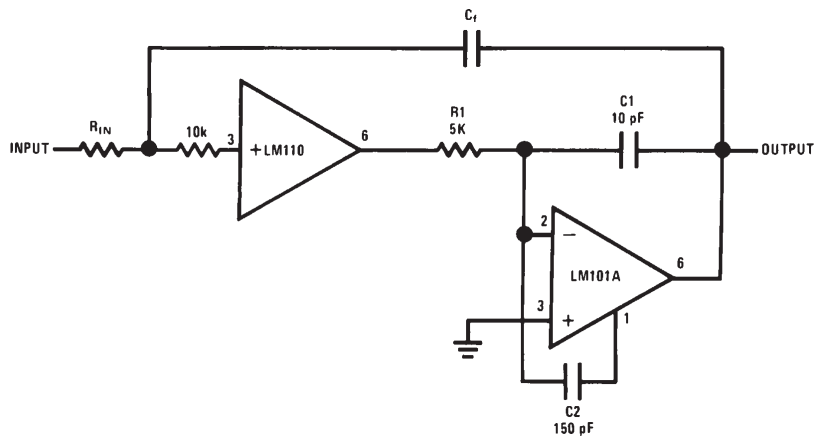 Cf
INPUT
RIN
10k
3
+
LM110
6
R1
5K
C1
10 pF
OUTPUT
2
−
LM101A
6
3
+
1
C2
150 pF